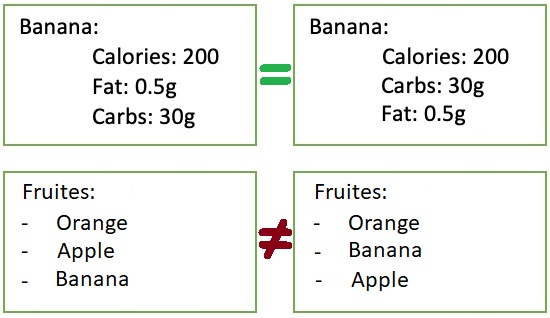 Banana:
Calories: 200
Fat: 0.5g
Carbs: 30g
=
Banana:
Calories: 200
Carbs: 30g
Fat: 0.5g
Fruites:
- Orange
- Apple
- Banana
≠
Fruites:
- Orange
- Banana
- Apple